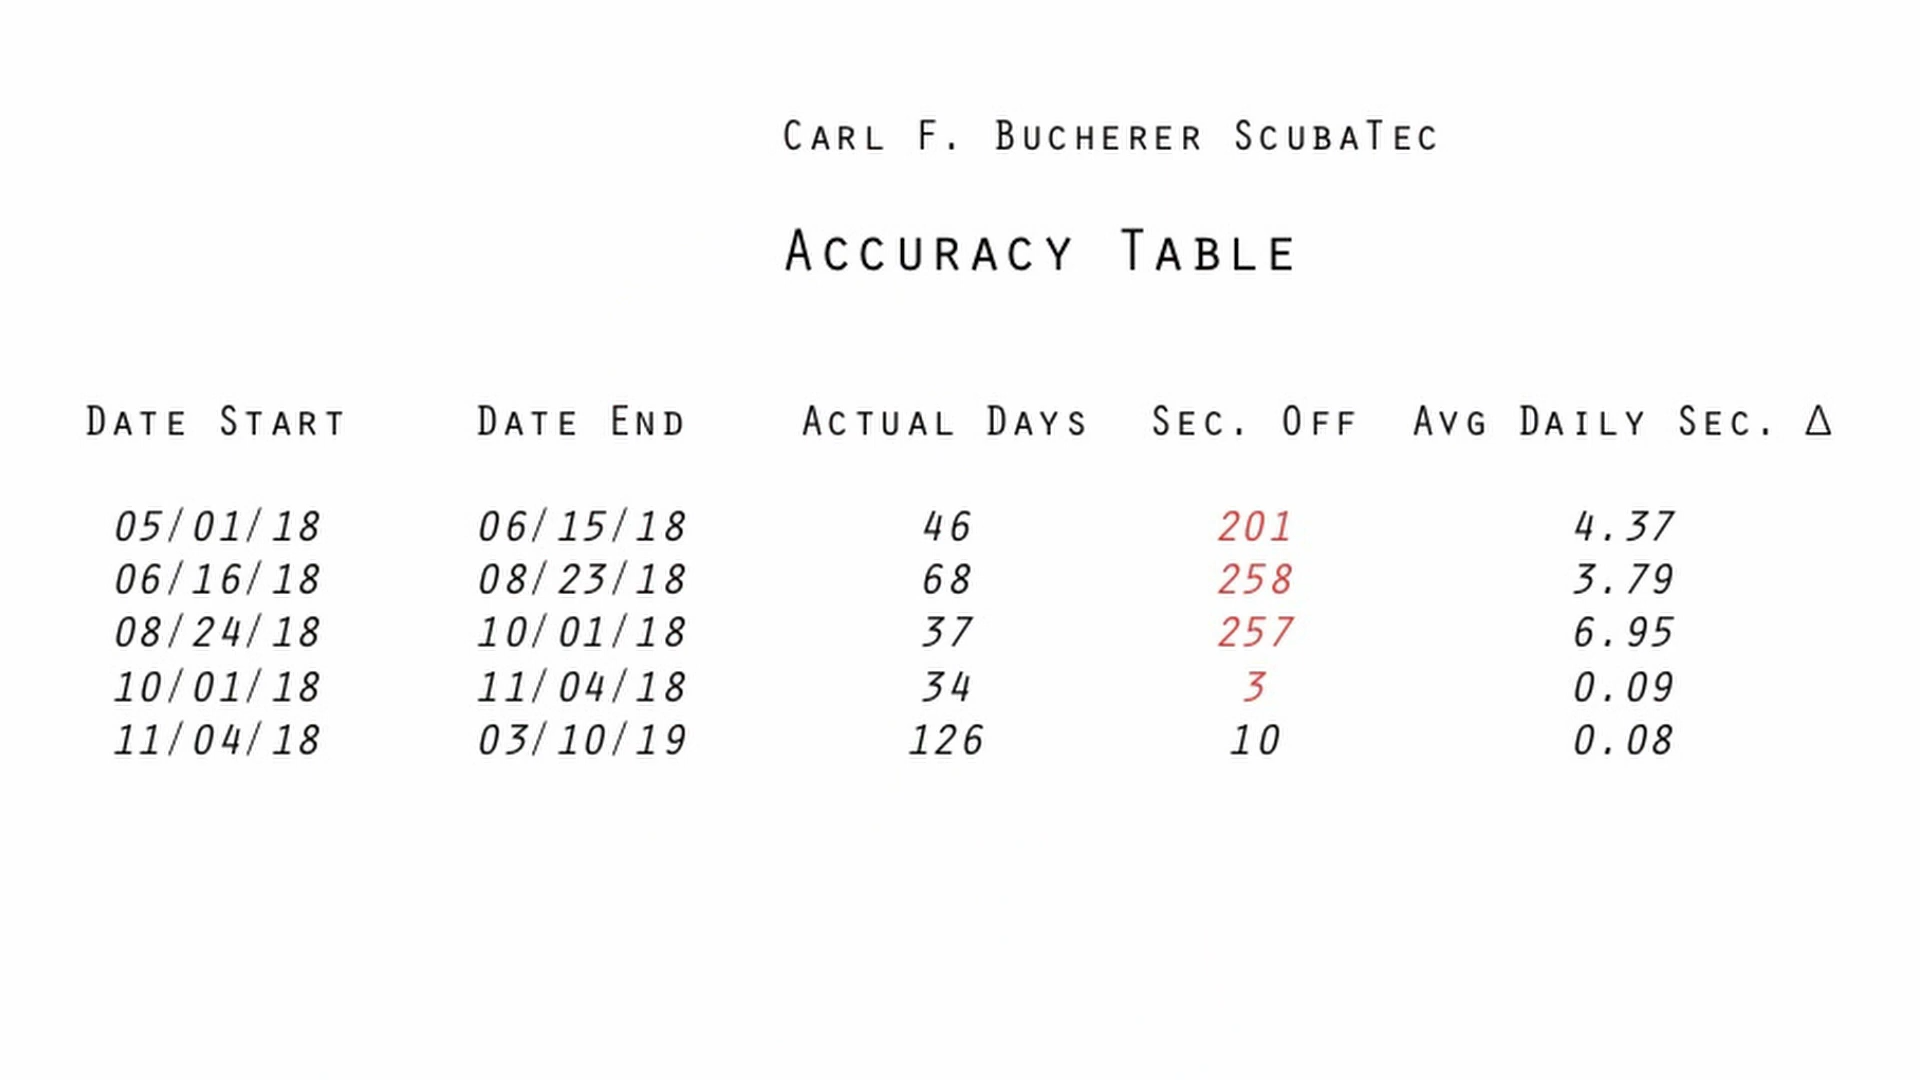 Carl F. Bucherer ScubaTec
Accuracy Table
Date Start Date End Actual Days Sec. Off Avg Daily Sec. Δ
05/01/18 06/15/18 46 201 4.37
06/16/18 08/23/18 68 258 3.79
08/24/18 10/01/18 37 257 6.95
10/01/18 11/04/18 34 3 0.09
11/04/18 03/10/19 126 10 0.08